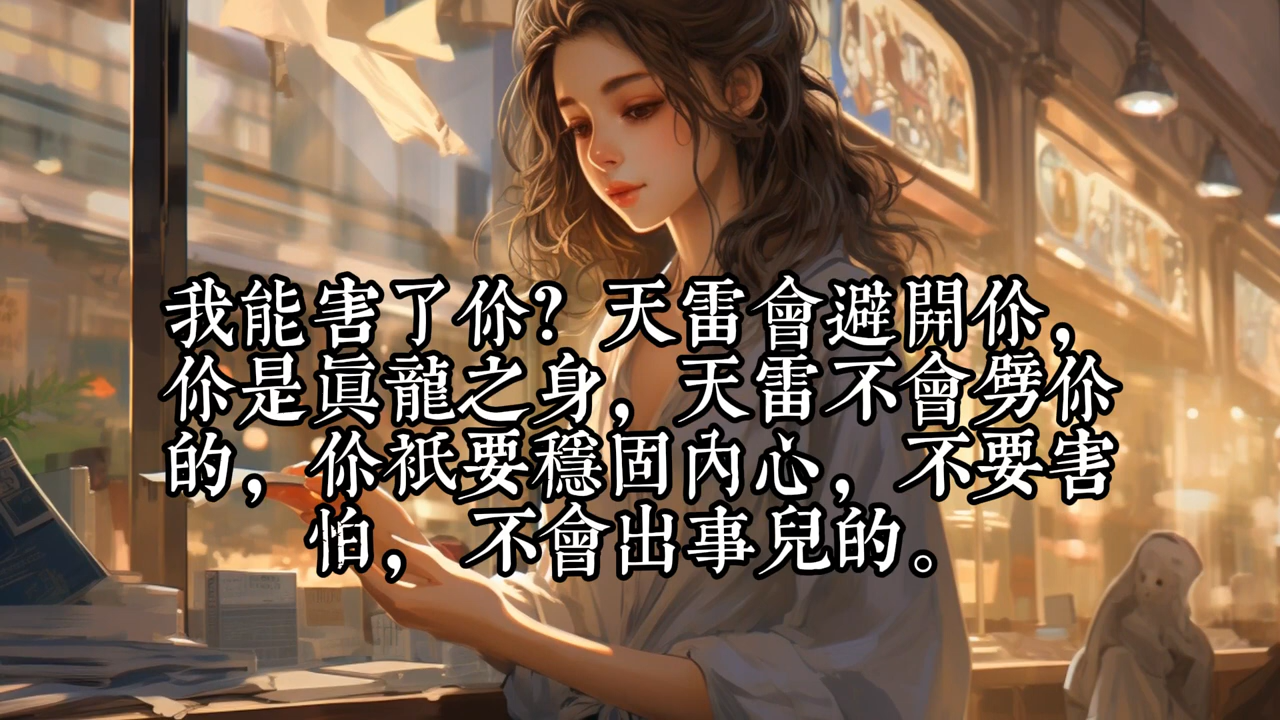 我能害了你？天雷會避開你，
你是眞龍之身，天雷不會劈你
的，你衹要穩固內心，不要害
怕，不會出事兒的。